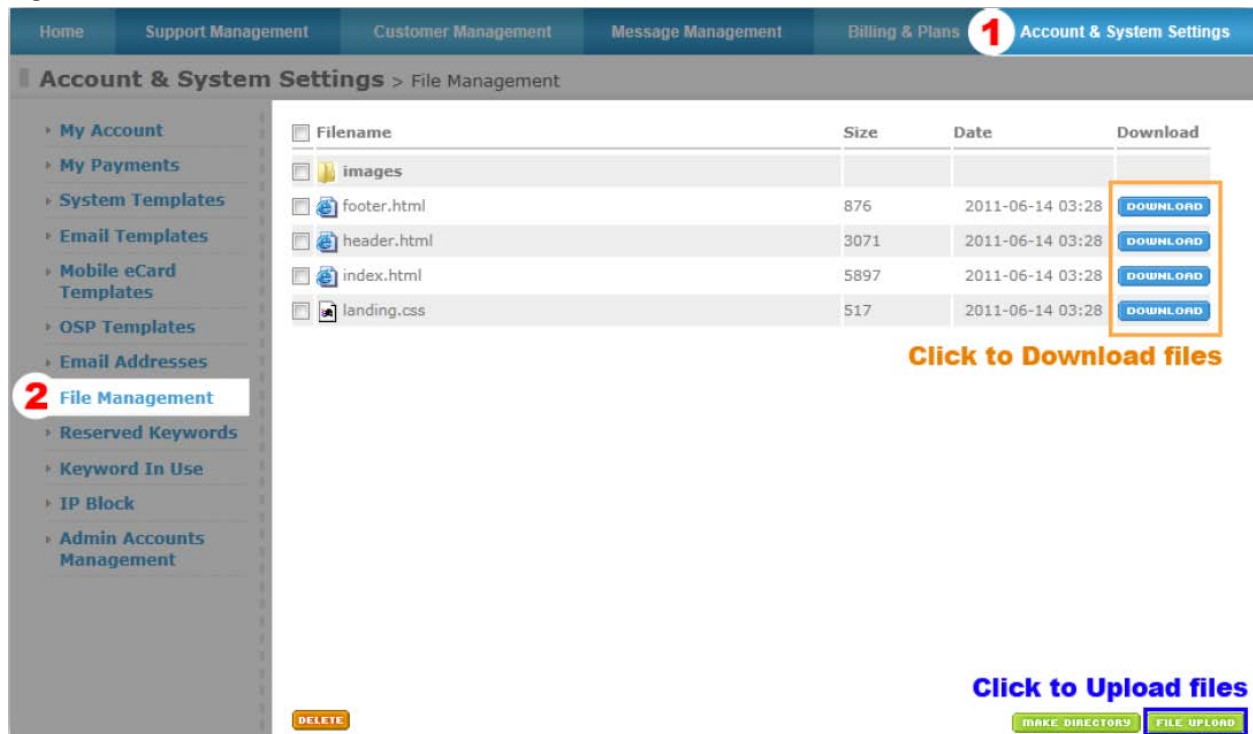 Home Support Management Customer Management Message Management Billing & Plans 1 Account & System Settings
Account & System Settings > File Management
My Account
My Payments
System Templates
Email Templates
Mobile eCard
Templates
OSP Templates
Email Addresses
2 File Management
Reserved Keywords
Keyword In Use
IP Block
Admin Accounts
Management
Filename Size Date Download
images
footer.html 876 2011-06-14 03:28 DOWNLOAD
header.html 3071 2011-06-14 03:28 DOWNLOAD
index.html 5897 2011-06-14 03:28 DOWNLOAD
landing.css 517 2011-06-14 03:28 DOWNLOAD
Click to Download files
Click to Upload files
DELETE MAKE DIRECTORY FILE UPLOAD